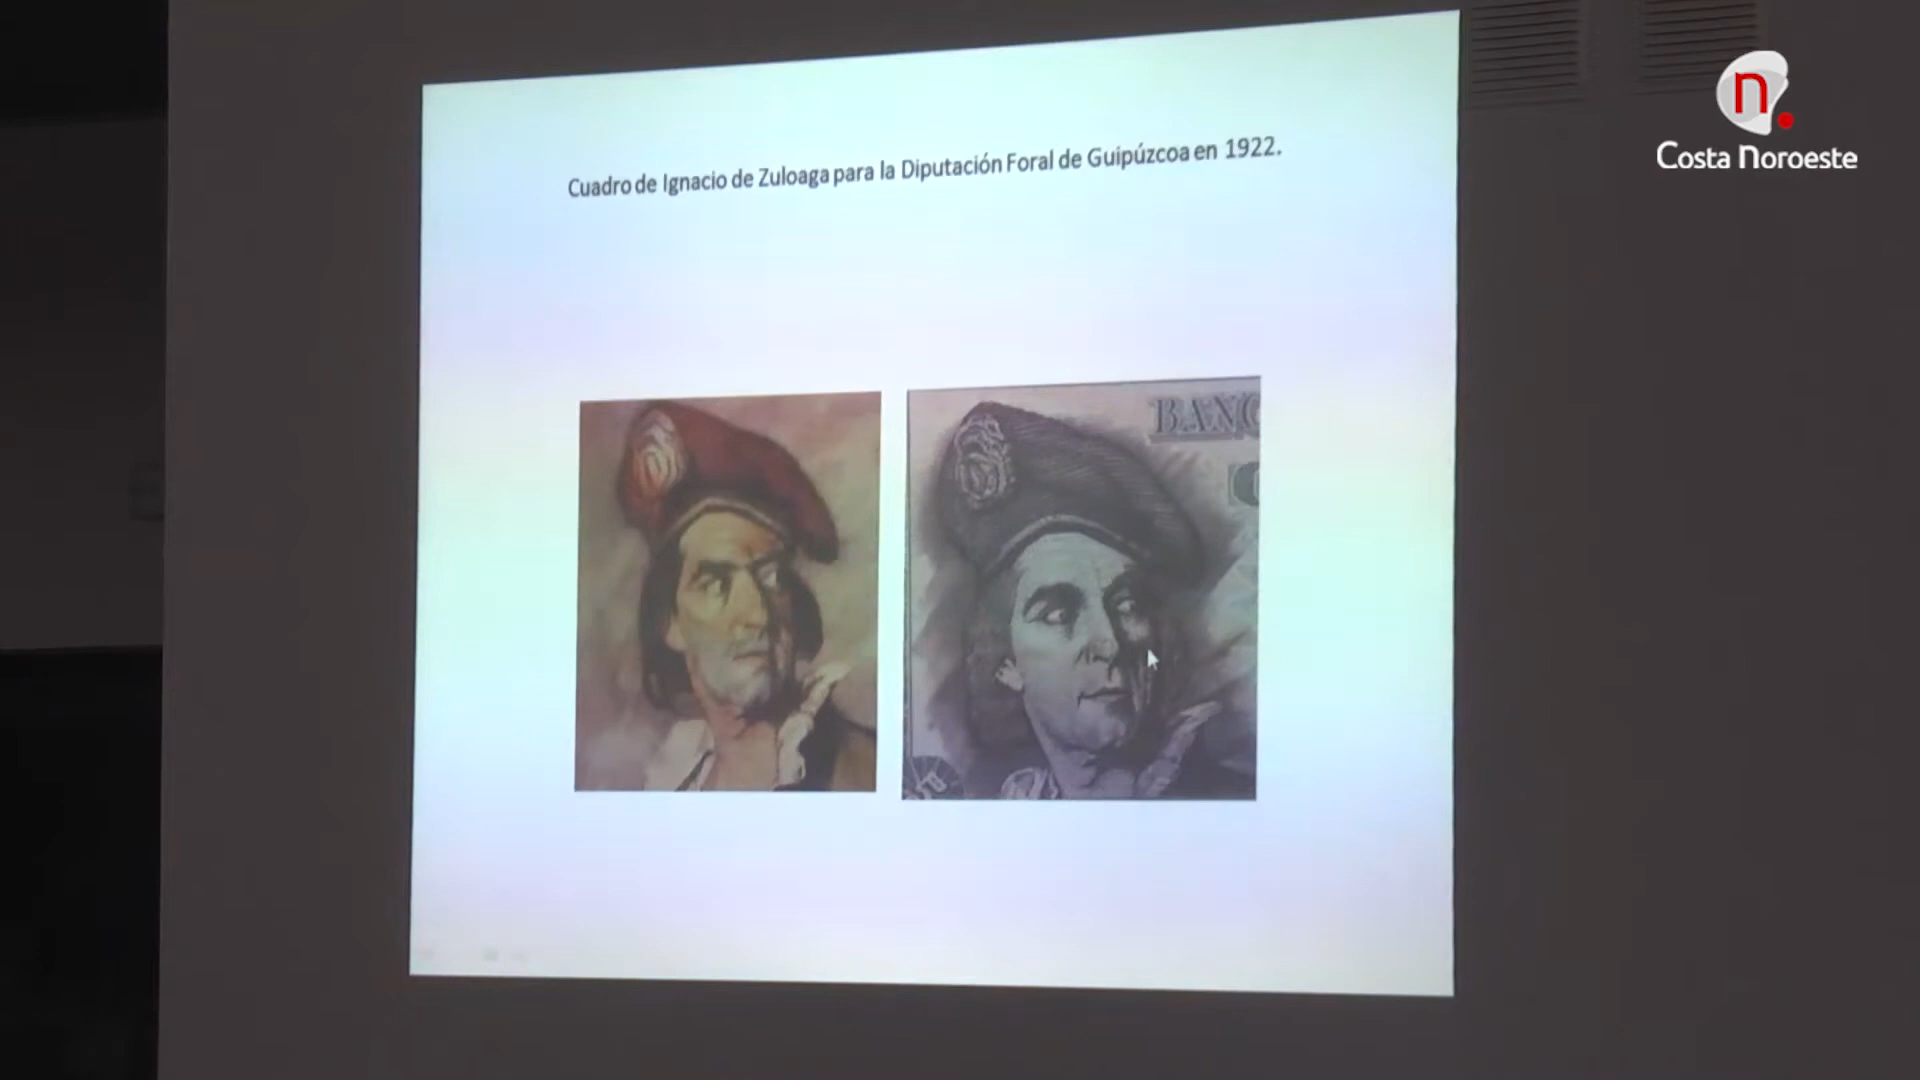 Cuadro de Ignacio de Zuloaga para la Diputación Foral de Guipúzcoa en 1922.
BANC
n.
Costa Noroeste